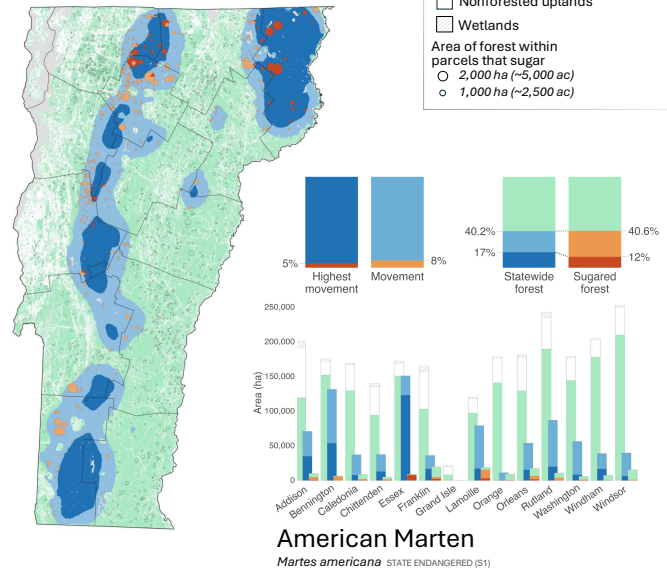 Nonforested uplands
Wetlands
Area of forest within
parcels that sugar
2,000 ha (~5,000 ac)
1,000 ha (~2,500 ac)
5%
8%
Highest
movement
Movement
40.2%
17%
40.6%
12%
Statewide
forest
Sugared
forest
250,000
200,000
150,000
100,000
50,000
0
Area (ha)
Addison
Bennington
Caledonia
Chittenden
Essex
Franklin
Grand Isle
Lamoille
Orange
Orleans
Rutland
Washington
Windham
Windsor
American Marten
Martes americana STATE ENDANGERED (S1)